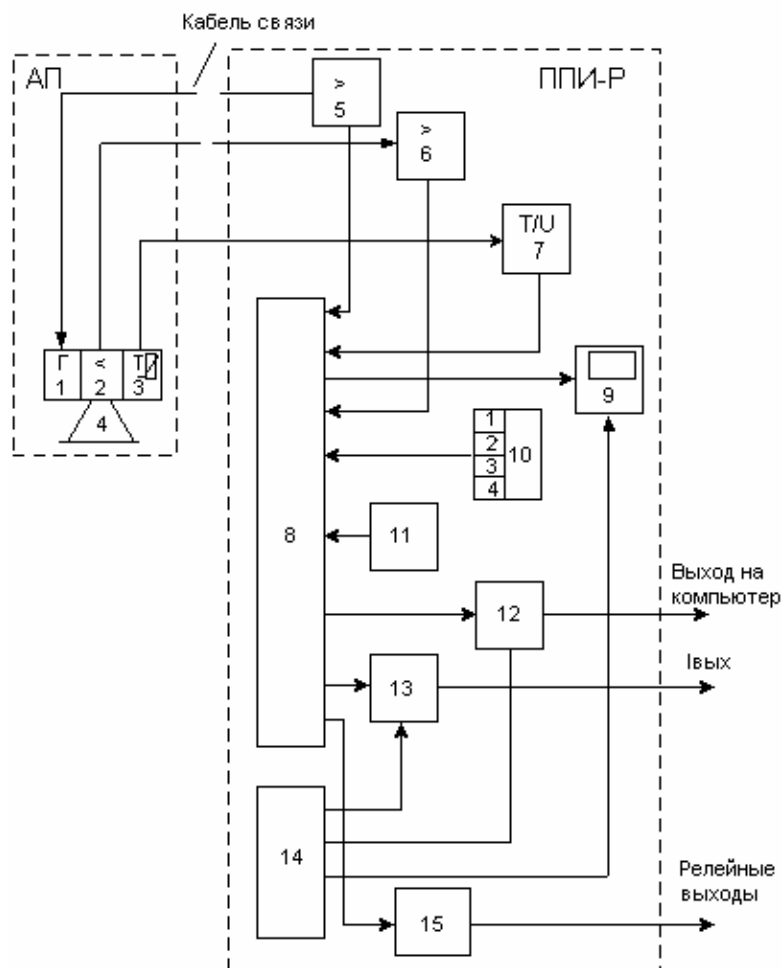 Кабель связи
АП
ППИ-Р
>
5
>
6
T/U
7
Г
<
Т
1
2
3
4
9
1
2
3
4
10
8
11
12
Выход на
компьютер
13
Iвых
14
15
Релейные
выходы